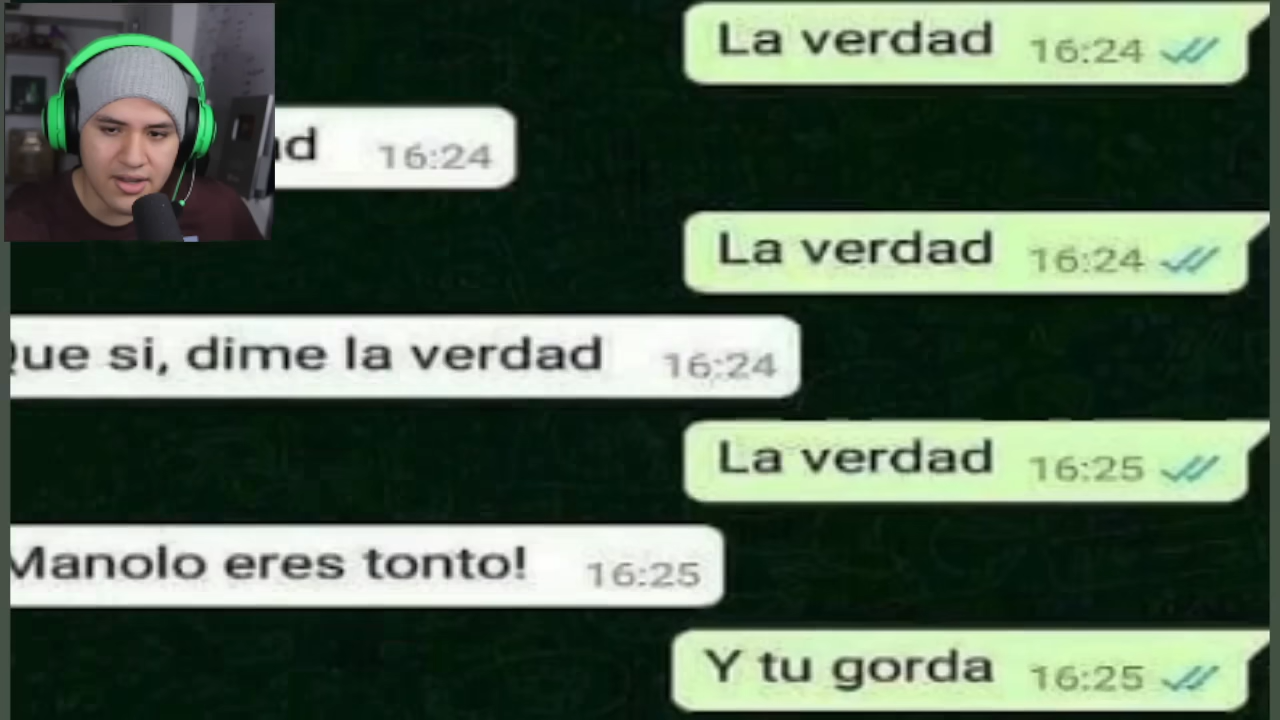 La verdad 16:24
16:24
La verdad 16:24
si, dime la verdad 16:24
La verdad 16:25
Manolo eres tonto! 16:25
Y tu gorda 16:25